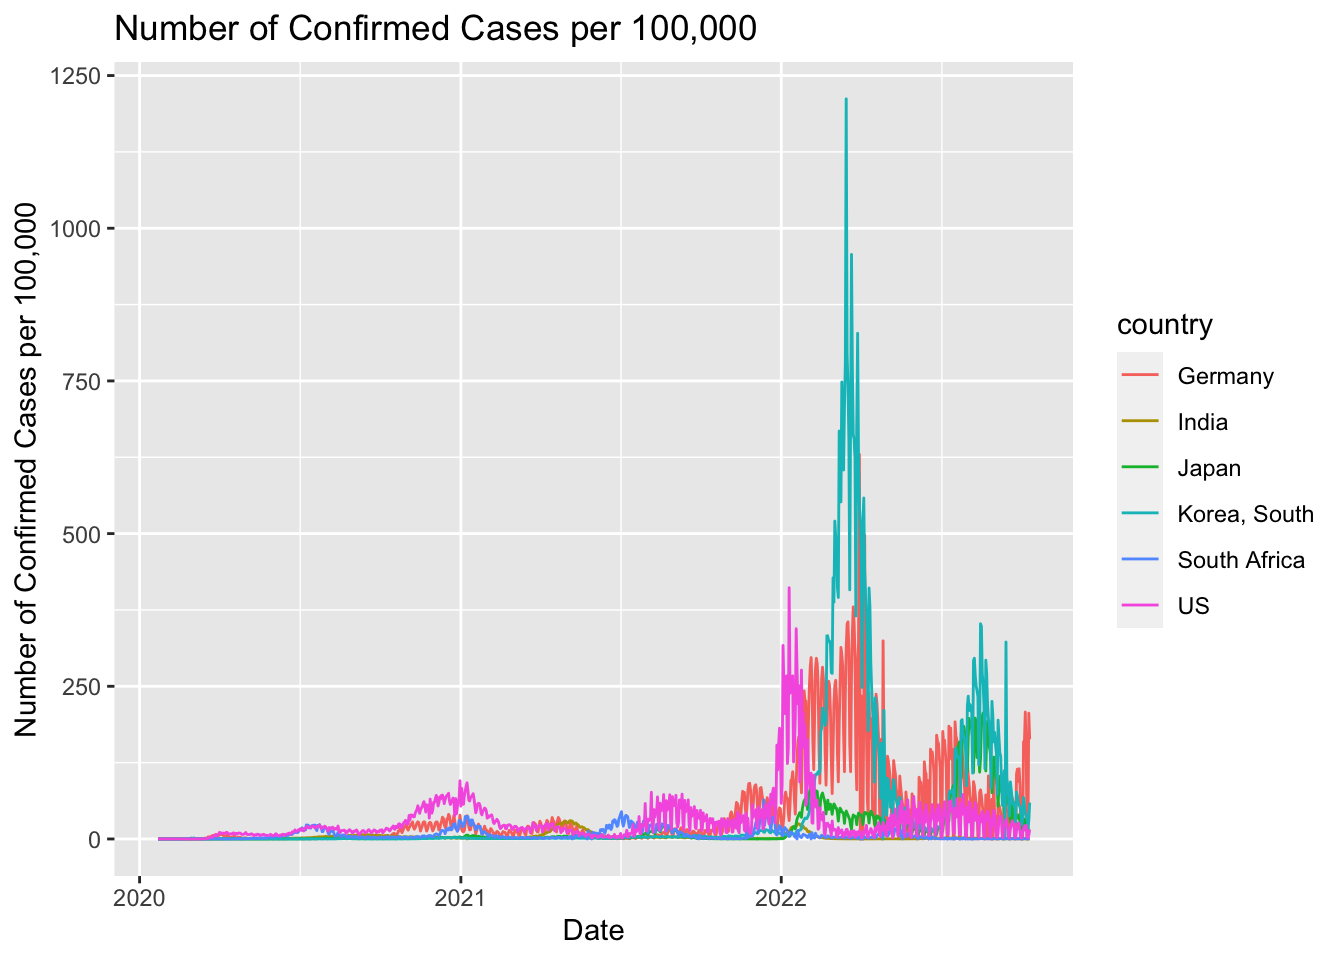 Number of Confirmed Cases per 100,000
Number of Confirmed Cases per 100,000
1250
1000
750
500
250
0
2020
2021
2022
Date
country
Germany
India
Japan
Korea, South
South Africa
US